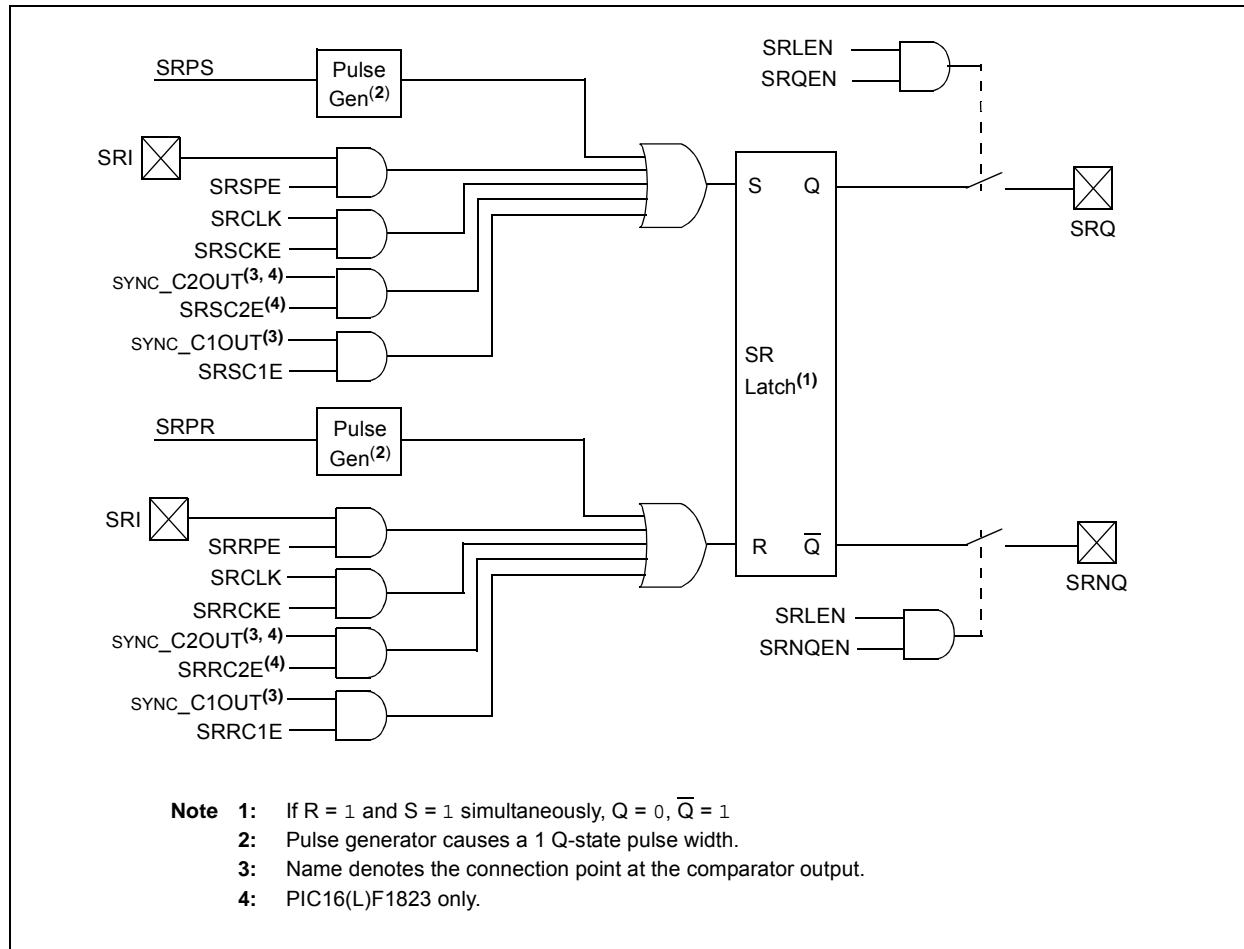 SRPS
Pulse
Gen(2)
SRI
SRSPE
SRCLK
SRSCKE
SYNC_C2OUT(3, 4)
SRSC2E(4)
SYNC_C1OUT(3)
SRSC1E
SRPR
Pulse
Gen(2)
SRI
SRRPE
SRCLK
SRRCKE
SYNC_C2OUT(3, 4)
SRRC2E(4)
SYNC_C1OUT(3)
SRRC1E
S Q
SR
Latch(1)
R Q̅
SRLEN
SRQEN
SRQ
SRNQ
SRLEN
SRNQEN
Note 1: If R = 1 and S = 1 simultaneously, Q = 0, Q̅ = 1
2: Pulse generator causes a 1 Q-state pulse width.
3: Name denotes the connection point at the comparator output.
4: PIC16(L)F1823 only.